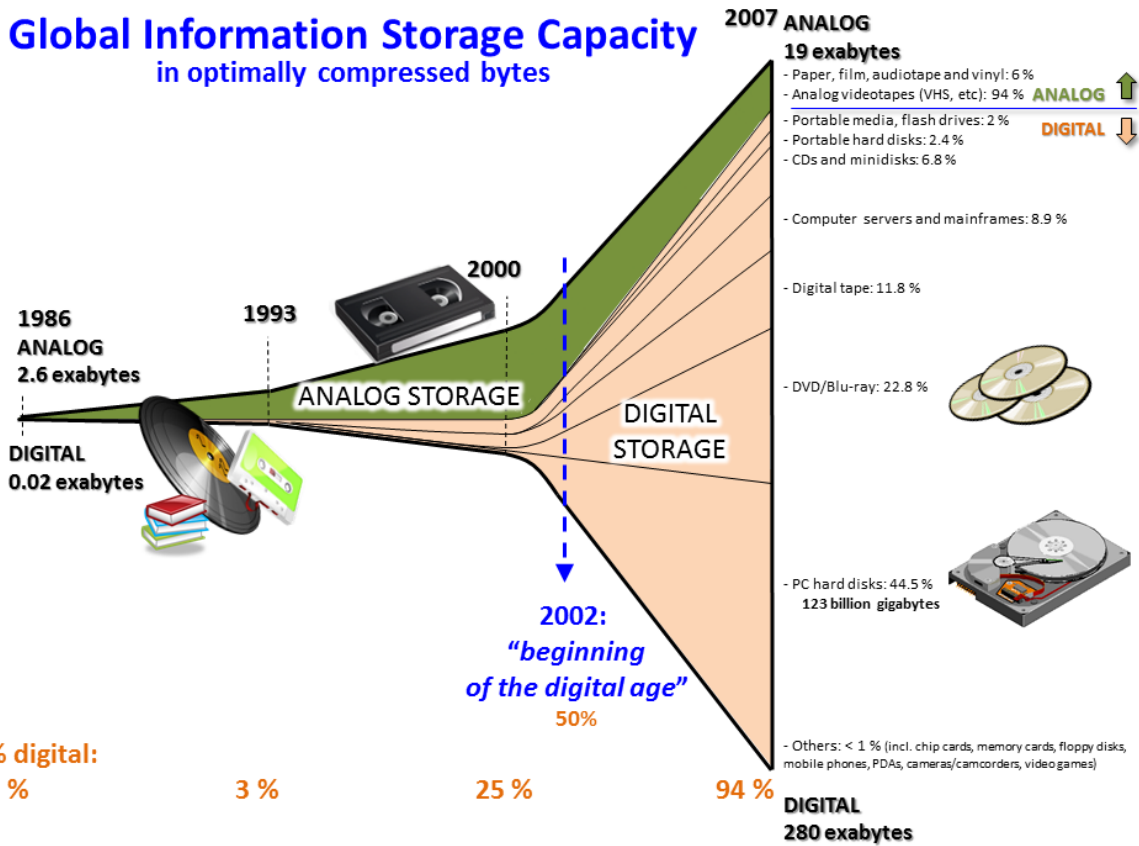 Global Information Storage Capacity
in optimally compressed bytes
2007 ANALOG
19 exabytes
- Paper, film, audiotape and vinyl: 6 %
- Analog videotapes (VHS, etc): 94 % ANALOG
- Portable media, flash drives: 2 %
DIGITAL
- Portable hard disks: 2.4 %
- CDs and minidisks: 6.8 %
- Computer servers and mainframes: 8.9 %
- Digital tape: 11.8 %
- DVD/Blu-ray: 22.8 %
- PC hard disks: 44.5 %
123 billion gigabytes
- Others: < 1 % (incl. chip cards, memory cards, floppy disks,
mobile phones, PDAs, cameras/camcorders, video games)
DIGITAL
280 exabytes
2000
1993
1986
ANALOG
2.6 exabytes
DIGITAL
0.02 exabytes
ANALOG STORAGE
DIGITAL
STORAGE
2002:
“beginning
of the digital age”
50%
% digital:
%
3 %
25 %
94 %